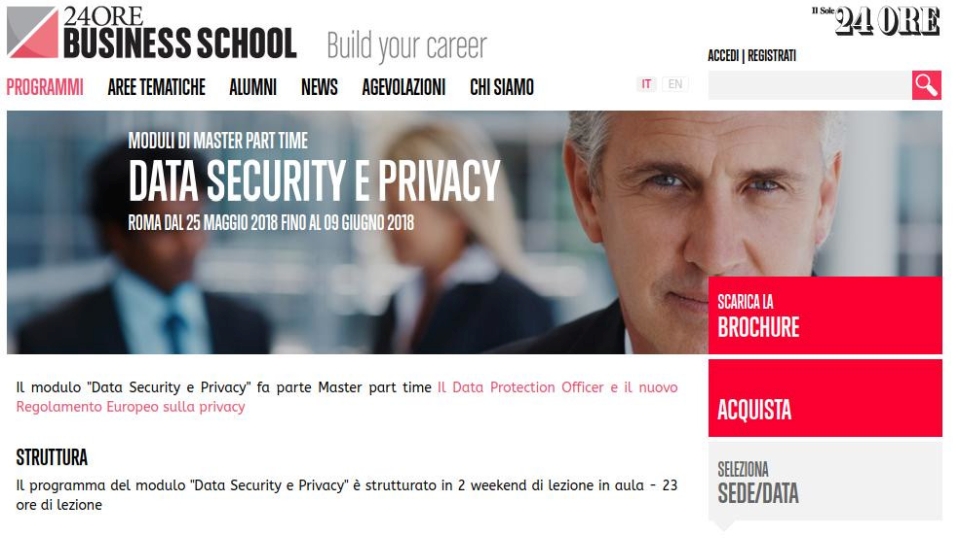 24ORE
BUSINESS SCHOOL
Build your career
Il Sole
24 ORE
ACCEDI | REGISTRATI
PROGRAMMI AREE TEMATICHE ALUMNI NEWS AGEVOLAZIONI CHI SIAMO IT EN
MODULI DI MASTER PART TIME
DATA SECURITY E PRIVACY
ROMA DAL 25 MAGGIO 2018 FINO AL 09 GIUGNO 2018
SCARICA LA
BROCHURE
ACQUISTA
SELEZIONA
SEDE/DATA
Il modulo "Data Security e Privacy" fa parte Master part time Il Data Protection Officer e il nuovo
Regolamento Europeo sulla privacy
STRUTTURA
Il programma del modulo "Data Security e Privacy" è strutturato in 2 weekend di lezione in aula - 23
ore di lezione